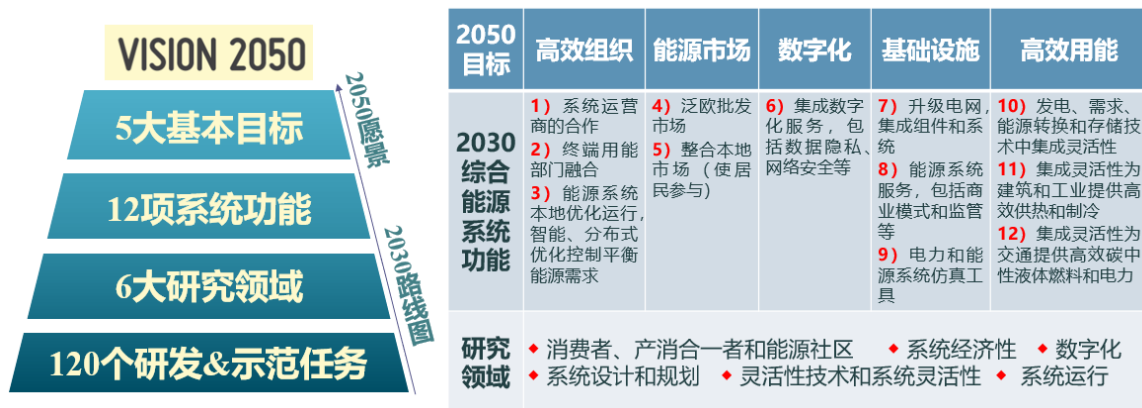 VISION 2050
5大基本目标
12项系统功能
6大研究领域
120个研发&示范任务
2050愿景
2030路线图
2050
目标
高效组织
能源市场
数字化
基础设施
高效用能
2030
综合
能源
系统
功能
1）系统运营
商的合作
2）终端用能
部门融合
3）能源系统
本地优化运行，
智能、分布式
优化控制平衡
能源需求
4）泛欧批发
市场
5）整合本地
市场（使居
民参与）
6）集成数字
化服务，包
括数据隐私、
网络安全等
7）升级电网，
集成组件和系
统
8）能源系统
服务，包括商
业模式和监管
等
9）电力和能
源系统仿真工
具
10）发电、需求、
能源转换和存储技
术中集成灵活性
11）集成灵活性为
建筑和工业提供高
效供热和制冷
12）集成灵活性为
交通提供高效碳中
性液体燃料和电力
研究
领域
◆ 消费者、产消合一者和能源社区 ◆ 系统经济性 ◆ 数字化
◆ 系统设计和规划 ◆ 灵活性技术和系统灵活性 ◆ 系统运行